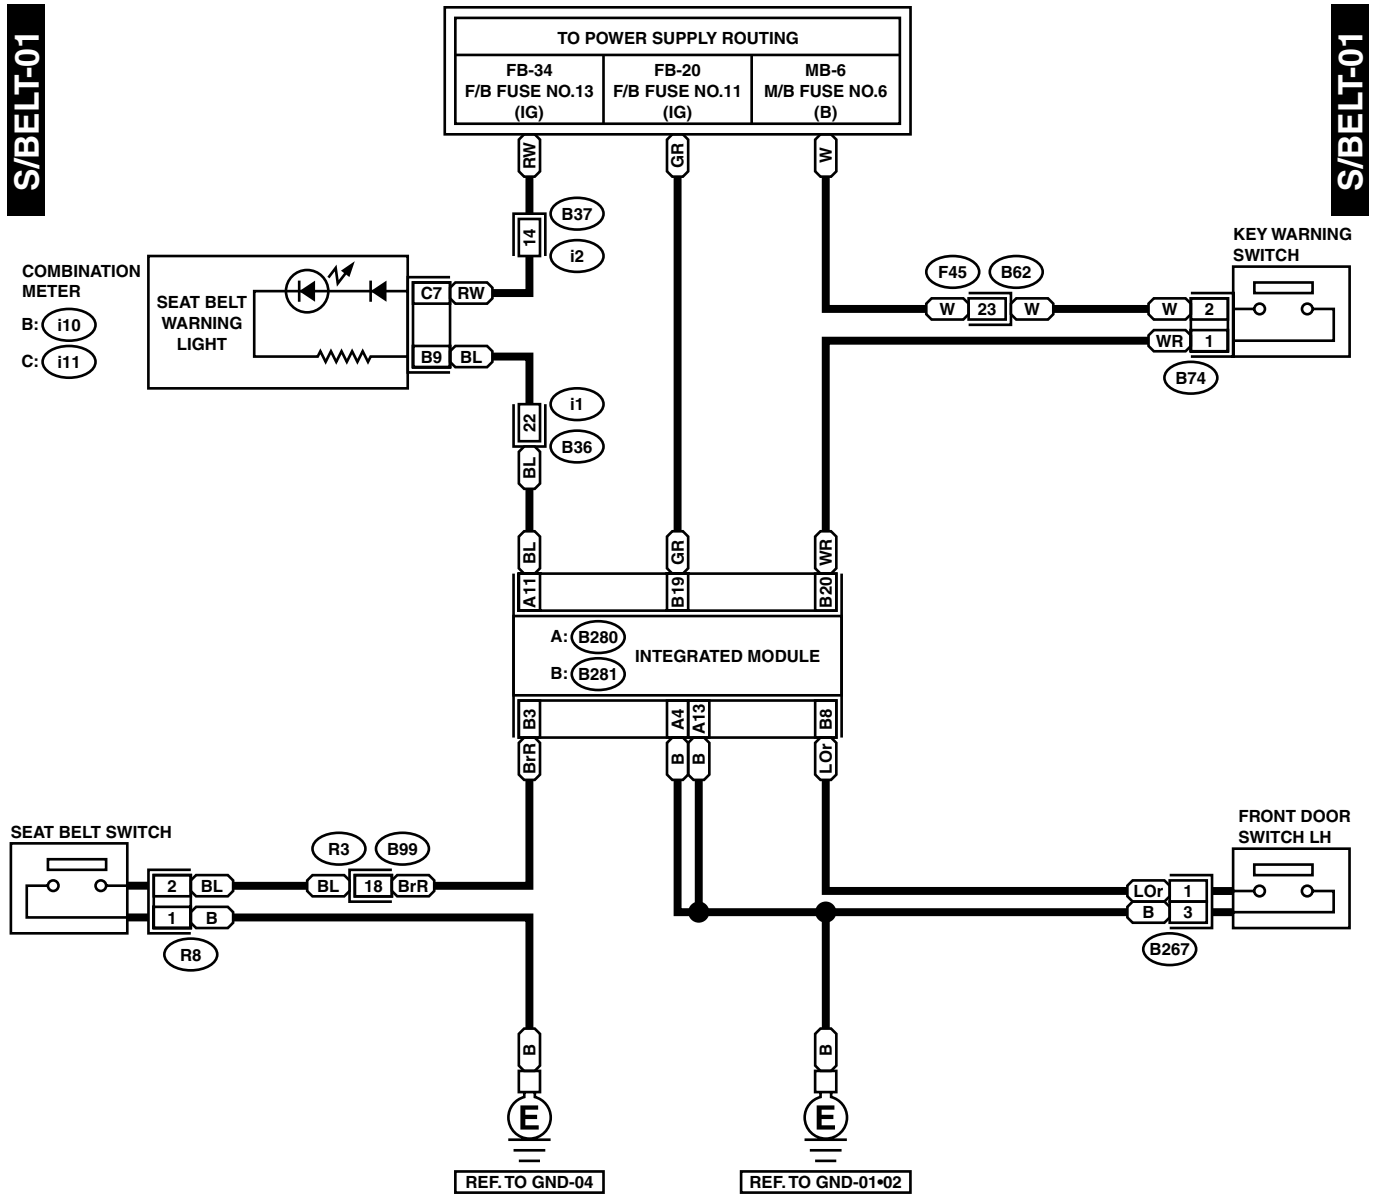 S/BELT-01
S/BELT-01
TO POWER SUPPLY ROUTING
FB-34
F/B FUSE NO.13
(IG)
FB-20
F/B FUSE NO.11
(IG)
MB-6
M/B FUSE NO.6
(B)
RW
GR
W
14
B37
i2
COMBINATION
METER
B: i10
C: i11
SEAT BELT
WARNING
LIGHT
C7
RW
B9
BL
22
i1
B36
BL
KEY WARNING
SWITCH
F45
B62
W
23
W
W
2
WR
1
B74
BL
GR
WR
A11
B19
B20
A: B280
B: B281
INTEGRATED MODULE
B3
A4
A13
B8
BrR
B
B
LOr
SEAT BELT SWITCH
R3
B99
2
BL
BL
18
BrR
1
B
R8
FRONT DOOR
SWITCH LH
LOr
1
B
3
B267
B
B
E
E
REF. TO GND-04
REF. TO GND-01•02